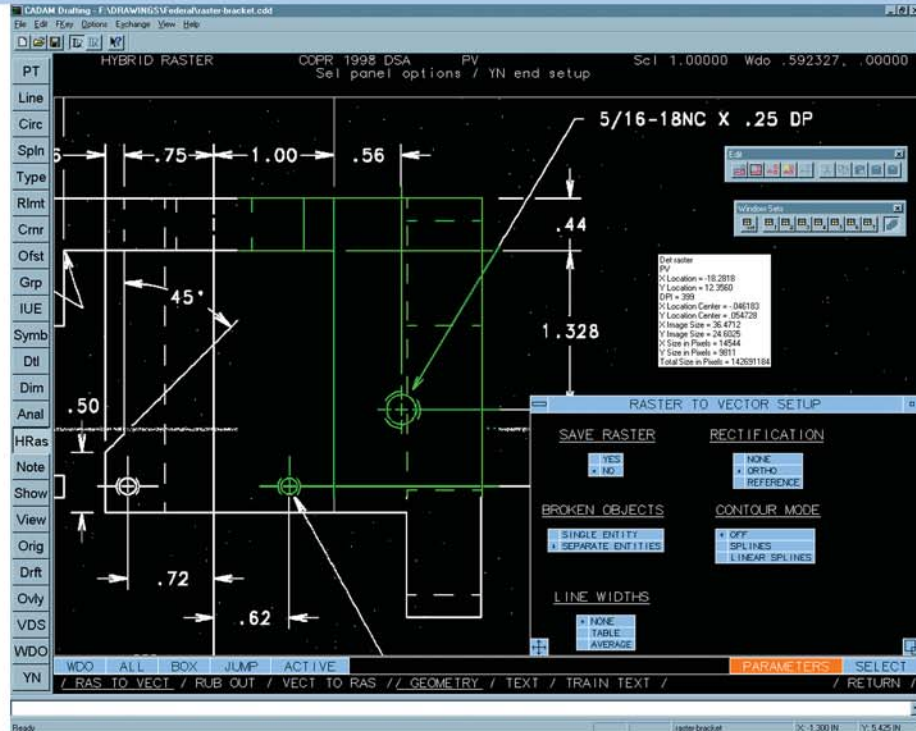 CADAM Drafting - F:\DRAWINGS\Federal\raster-bracket.cdd
File Edit FKey Options Exchange View Help
HYBRID RASTER COPR 1998 DSA PV Scl 1.00000 Wdo .592327, .00000
Sel panel options / YN end setup
PT
Line
Circ
Spln
Type
Rlmt
Crnr
Ofst
Grp
IUE
Symb
Dtl
Dim
Anal
HRas
Note
Show
View
Orig
Drft
Ovly
VDS
WDO
YN
5/16-18NC X .25 DP
.75 1.00 .56
.44
45°
1.328
.50
.72
.62
Edit
Window Sets
Det raster
PV
X Location = -18.2818
Y Location = 12.3560
DPI = 399
X Location Center = -.046183
Y Location Center = .054728
X Image Size = 36.4712
Y Image Size = 24.6025
X Size in Pixels = 14544
Y Size in Pixels = 9811
Total Size in Pixels = 142691184
RASTER TO VECTOR SETUP
SAVE RASTER
YES
NO
RECTIFICATION
NONE
ORTHO
REFERENCE
BROKEN OBJECTS
SINGLE ENTITY
SEPARATE ENTITIES
CONTOUR MODE
OFF
SPLINES
LINEAR SPLINES
LINE WIDTHS
NONE
TABLE
AVERAGE
WDO ALL BOX JUMP ACTIVE PARAMETERS SELECT
/ RAS TO VECT / RUB OUT / VECT TO RAS // GEOMETRY / TEXT / TRAIN TEXT / / RETURN /
Ready raster-bracket X: -1.300 IN Y: 5.425 IN